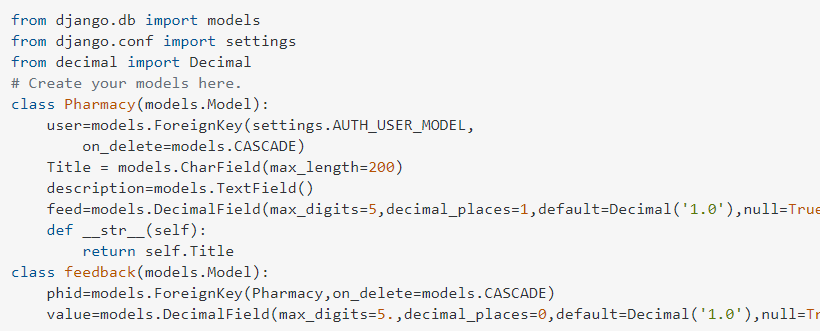 from django.db import models
from django.conf import settings
from decimal import Decimal
# Create your models here.
class Pharmacy(models.Model):
    user=models.ForeignKey(settings.AUTH_USER_MODEL,
        on_delete=models.CASCADE)
    Title = models.CharField(max_length=200)
    description=models.TextField()
    feed=models.DecimalField(max_digits=5,decimal_places=1,default=Decimal('1.0'),null=True
    def __str__(self):
        return self.Title
class feedback(models.Model):
    phid=models.ForeignKey(Pharmacy,on_delete=models.CASCADE)
    value=models.DecimalField(max_digits=5.,decimal_places=0,default=Decimal('1.0'),null=Tr